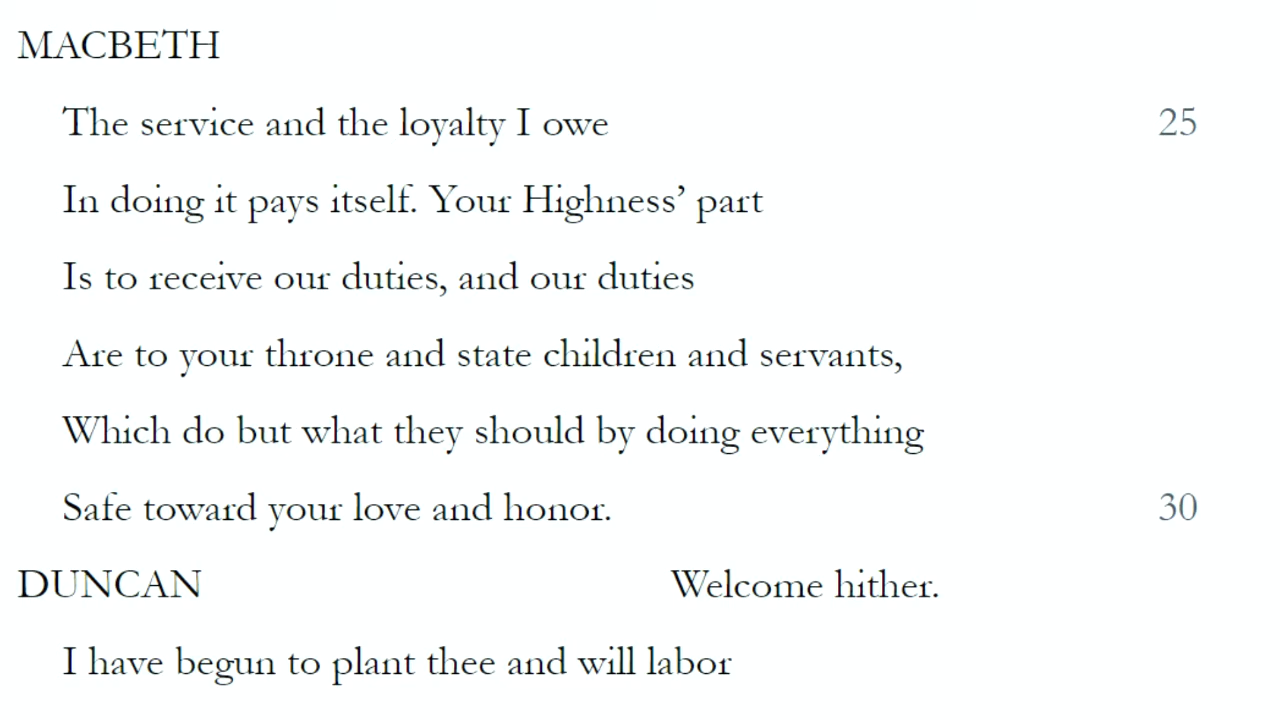 MACBETH
The service and the loyalty I owe 25
In doing it pays itself. Your Highness’ part
Is to receive our duties, and our duties
Are to your throne and state children and servants,
Which do but what they should by doing everything
Safe toward your love and honor. 30
DUNCAN Welcome hither.
I have begun to plant thee and will labor